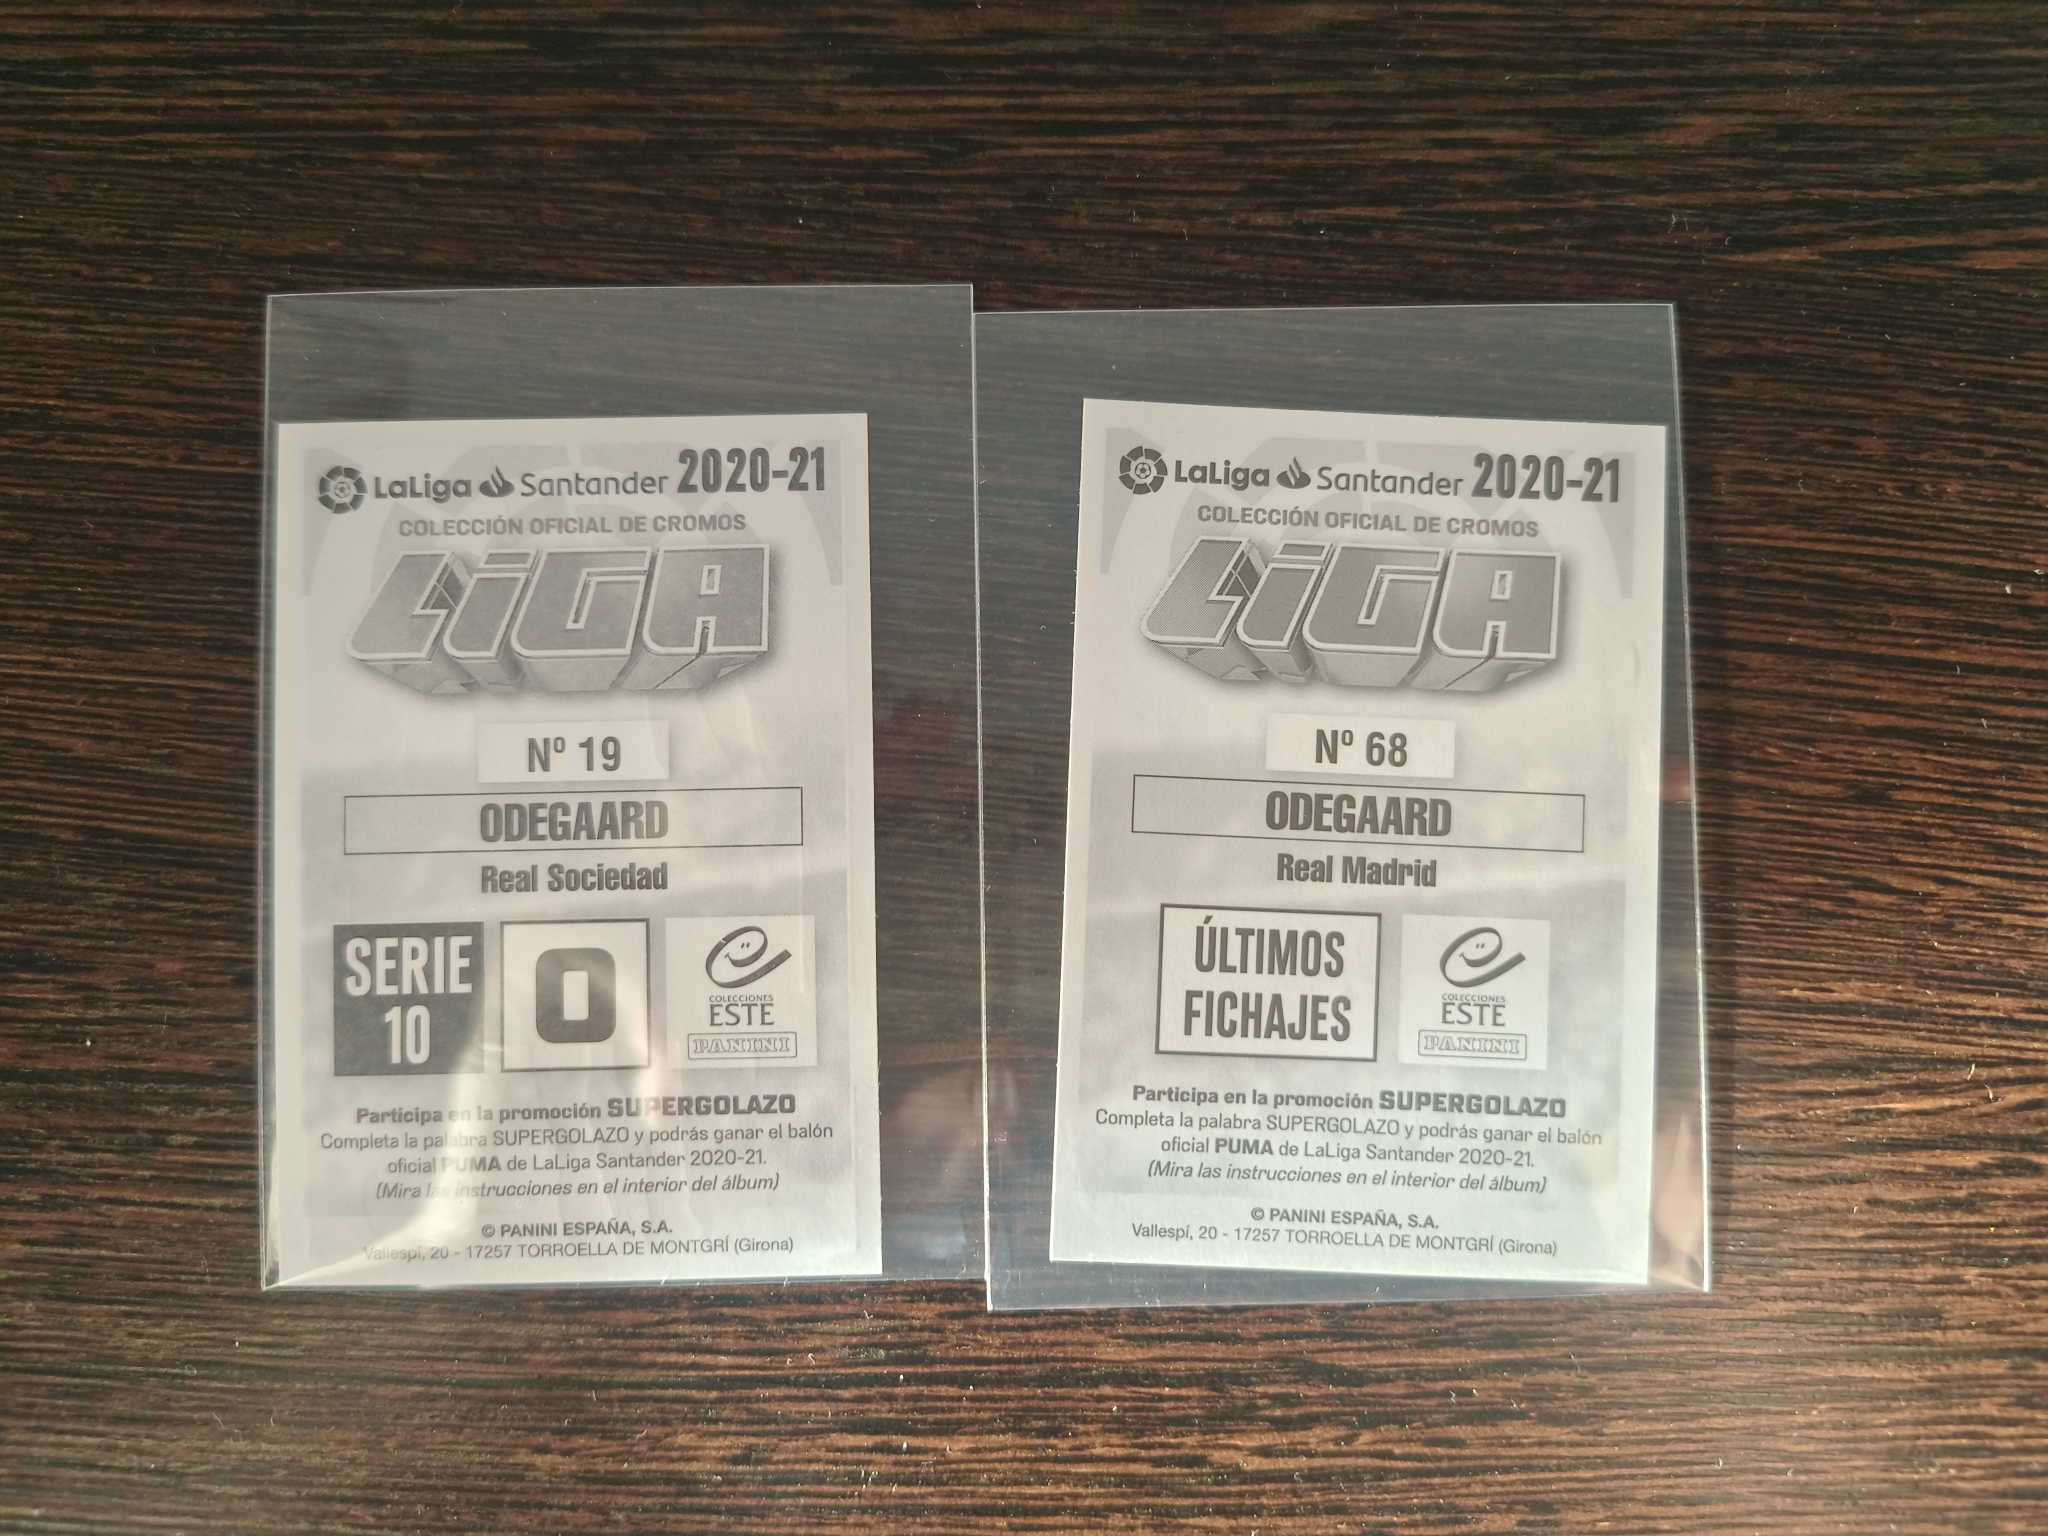 LaLiga Santander 2020-21
COLECCIÓN OFICIAL DE CROMOS
LiGA
Nº 19
ODEGAARD
Real Sociedad
SERIE
10
O
COLECCIONES
ESTE
PANINI
Participa en la promoción SUPERGOLAZO
Completa la palabra SUPERGOLAZO y podrás ganar el balón
oficial PUMA de LaLiga Santander 2020-21.
(Mira las instrucciones en el interior del álbum)
© PANINI ESPAÑA, S.A.
Vallespí, 20 - 17257 TORROELLA DE MONTGRÍ (Girona)
LaLiga Santander 2020-21
COLECCIÓN OFICIAL DE CROMOS
LiGA
Nº 68
ODEGAARD
Real Madrid
ÚLTIMOS
FICHAJES
COLECCIONES
ESTE
PANINI
Participa en la promoción SUPERGOLAZO
Completa la palabra SUPERGOLAZO y podrás ganar el balón
oficial PUMA de LaLiga Santander 2020-21.
(Mira las instrucciones en el interior del álbum)
© PANINI ESPAÑA, S.A.
Vallespí, 20 - 17257 TORROELLA DE MONTGRÍ (Girona)